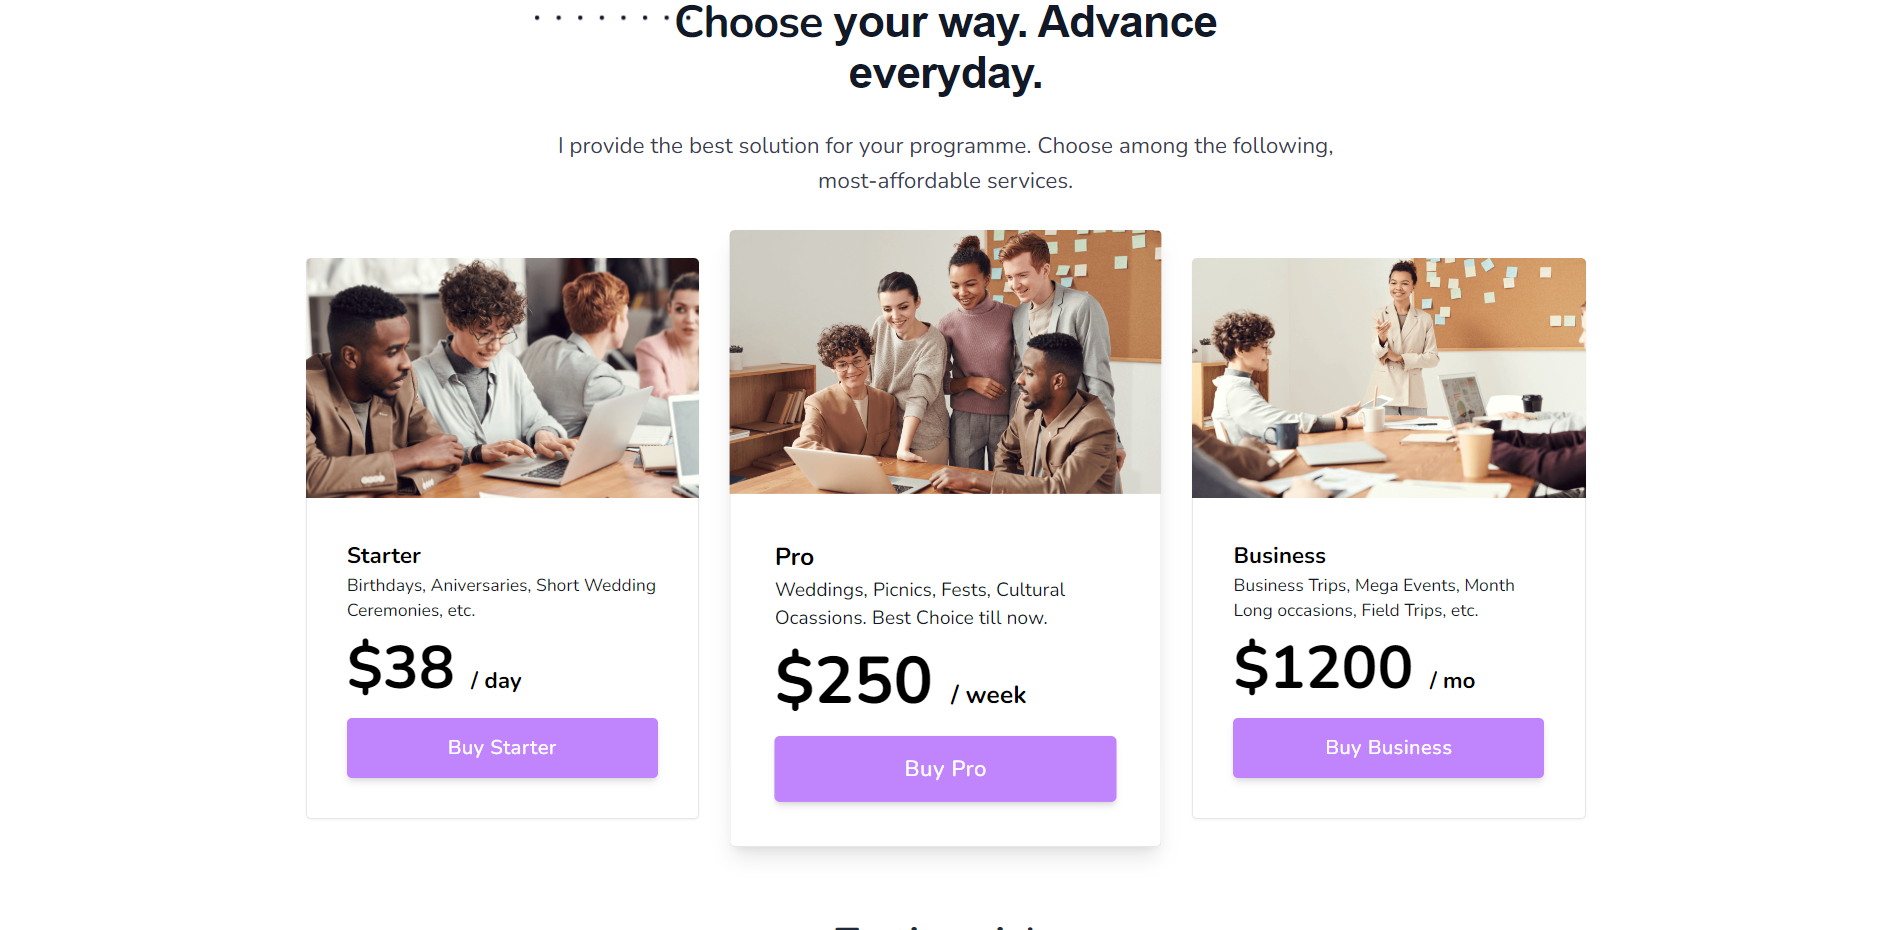 Choose your way. Advance
everyday.
I provide the best solution for your programme. Choose among the following,
most-affordable services.
Starter
Birthdays, Aniversaries, Short Wedding
Ceremonies, etc.
$38 / day
Buy Starter
Pro
Weddings, Picnics, Fests, Cultural
Ocassions. Best Choice till now.
$250 / week
Buy Pro
Business
Business Trips, Mega Events, Month
Long occasions, Field Trips, etc.
$1200 / mo
Buy Business